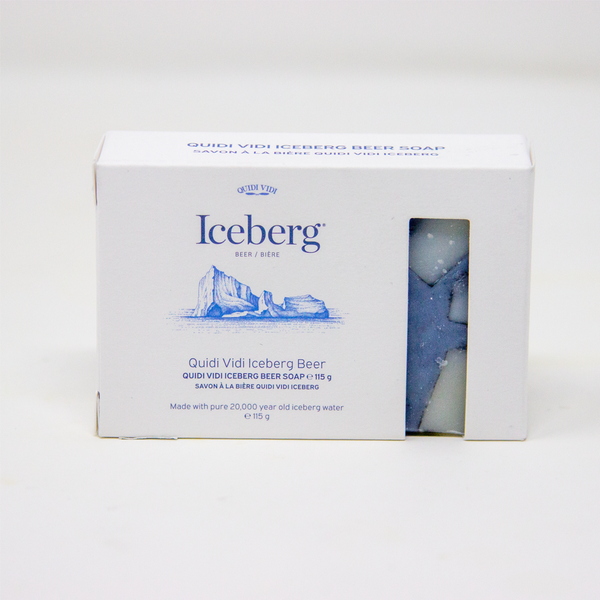 QUIDI VIDI ICEBERG BEER SOAP
SAVON À LA BIÈRE QUIDI VIDI ICEBERG
QUIDI VIDI
Iceberg®
BEER / BIÈRE
Quidi Vidi Iceberg Beer
QUIDI VIDI ICEBERG BEER SOAP ℮ 115 g
SAVON À LA BIÈRE QUIDI VIDI ICEBERG
Made with pure 20,000 year old iceberg water
℮ 115 g